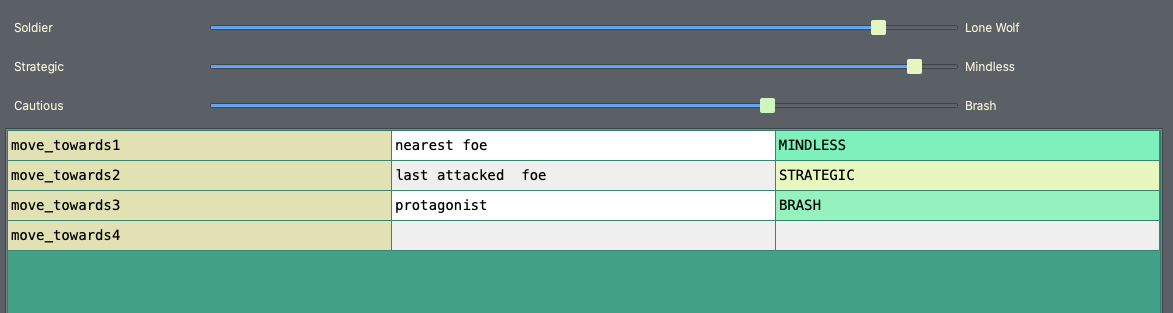 Soldier Lone Wolf
Strategic Mindless
Cautious Brash
move_towards1 nearest foe MINDLESS
move_towards2 last attacked  foe STRATEGIC
move_towards3 protagonist BRASH
move_towards4